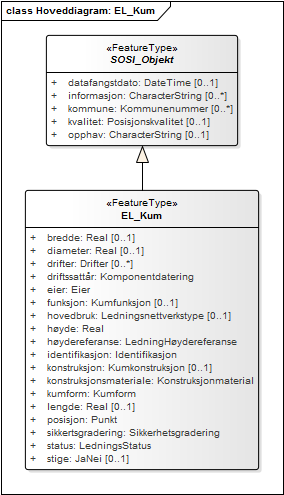 class Hoveddiagram: EL_Kum
«FeatureType»
SOSI_Objekt
+ datafangstdato: DateTime [0..1]
+ informasjon: CharacterString [0..*]
+ kommune: Kommunenummer [0..*]
+ kvalitet: Posisjonskvalitet [0..1]
+ opphav: CharacterString [0..1]
«FeatureType»
EL_Kum
+ bredde: Real [0..1]
+ diameter: Real [0..1]
+ drifter: Drifter [0..*]
+ driftssattår: Komponentdatering
+ eier: Eier
+ funksjon: Kumfunksjon [0..1]
+ hovedbruk: Ledningsnettverkstype [0..1]
+ høyde: Real
+ høydereferanse: LedningHøydereferanse
+ identifikasjon: Identifikasjon
+ konstruksjon: Kumkonstruksjon [0..1]
+ konstruksjonsmateriale: Konstruksjonmaterial
+ kumform: Kumform
+ lengde: Real [0..1]
+ posisjon: Punkt
+ sikkertsgradering: Sikkerhetsgradering
+ status: LedningsStatus
+ stige: JaNei [0..1]